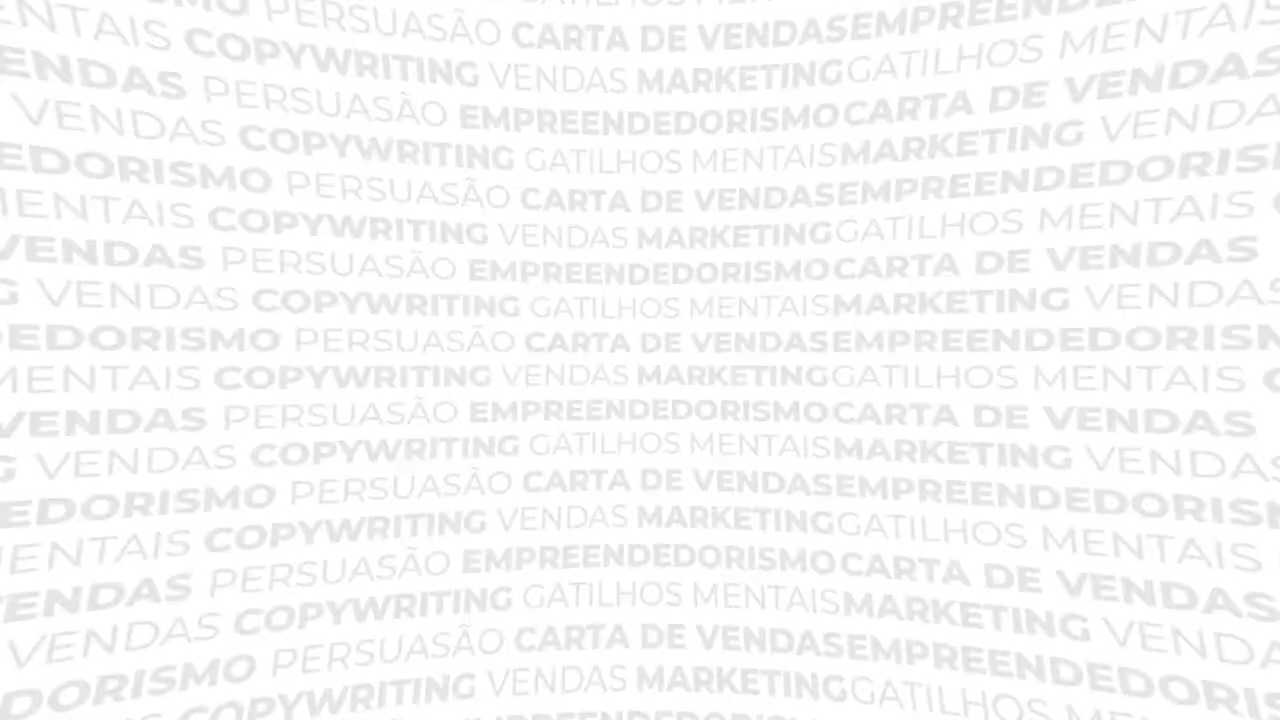 PERSUASÃO CARTA DE VENDAS EMPREENDE
NTAIS COPYWRITING VENDAS MARKETING GATILHOS MENTAIS
ENDAS PERSUASÃO EMPREENDEDORISMO CARTA DE VENDAS
VENDAS COPYWRITING GATILHOS MENTAIS MARKETING VENDA
EDORISMO PERSUASÃO CARTA DE VENDAS EMPREENDEDORIS
ENTAIS COPYWRITING VENDAS MARKETING GATILHOS MENTAIS
VENDAS PERSUASÃO EMPREENDEDORISMO CARTA DE VENDAS
G VENDAS COPYWRITING GATILHOS MENTAIS MARKETING VENDAS
EDORISMO PERSUASÃO CARTA DE VENDAS EMPREENDEDORISM
MENTAIS COPYWRITING VENDAS MARKETING GATILHOS MENTAIS
VENDAS PERSUASÃO EMPREENDEDORISMO CARTA DE VENDAS
G VENDAS COPYWRITING GATILHOS MENTAIS MARKETING VENDAS
EDORISMO PERSUASÃO CARTA DE VENDAS EMPREENDEDORIS
ENTAIS COPYWRITING VENDAS MARKETING GATILHOS MENTAIS
ENDAS PERSUASÃO EMPREENDEDORISMO CARTA DE VENDAS
VENDAS COPYWRITING GATILHOS MENTAIS MARKETING VENDA
DORISMO PERSUASÃO CARTA DE VENDAS EMPREENDEDORIS
COPYWRITING VENDAS MARKETING GATILHOS MENTAIS